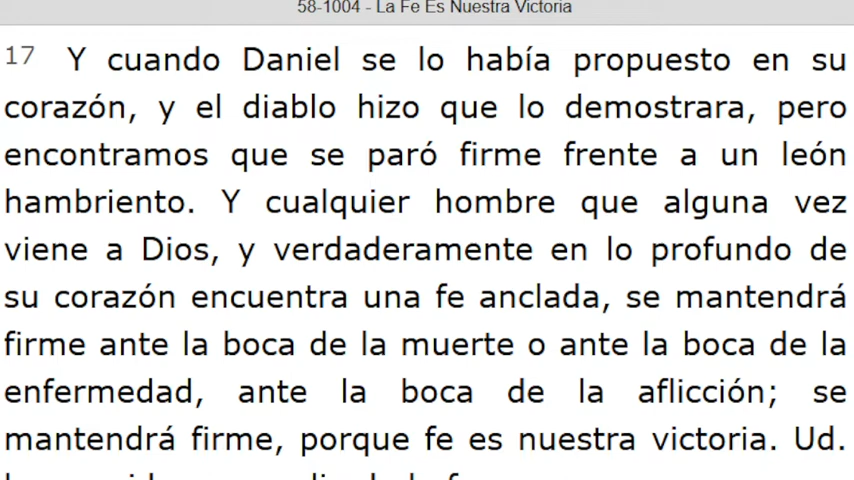 58-1004 - La Fe Es Nuestra Victoria
17 Y cuando Daniel se lo había propuesto en su
corazón, y el diablo hizo que lo demostrara, pero
encontramos que se paró firme frente a un león
hambriento. Y cualquier hombre que alguna vez
viene a Dios, y verdaderamente en lo profundo de
su corazón encuentra una fe anclada, se mantendrá
firme ante la boca de la muerte o ante la boca de la
enfermedad, ante la boca de la aflicción; se
mantendrá firme, porque fe es nuestra victoria. Ud.